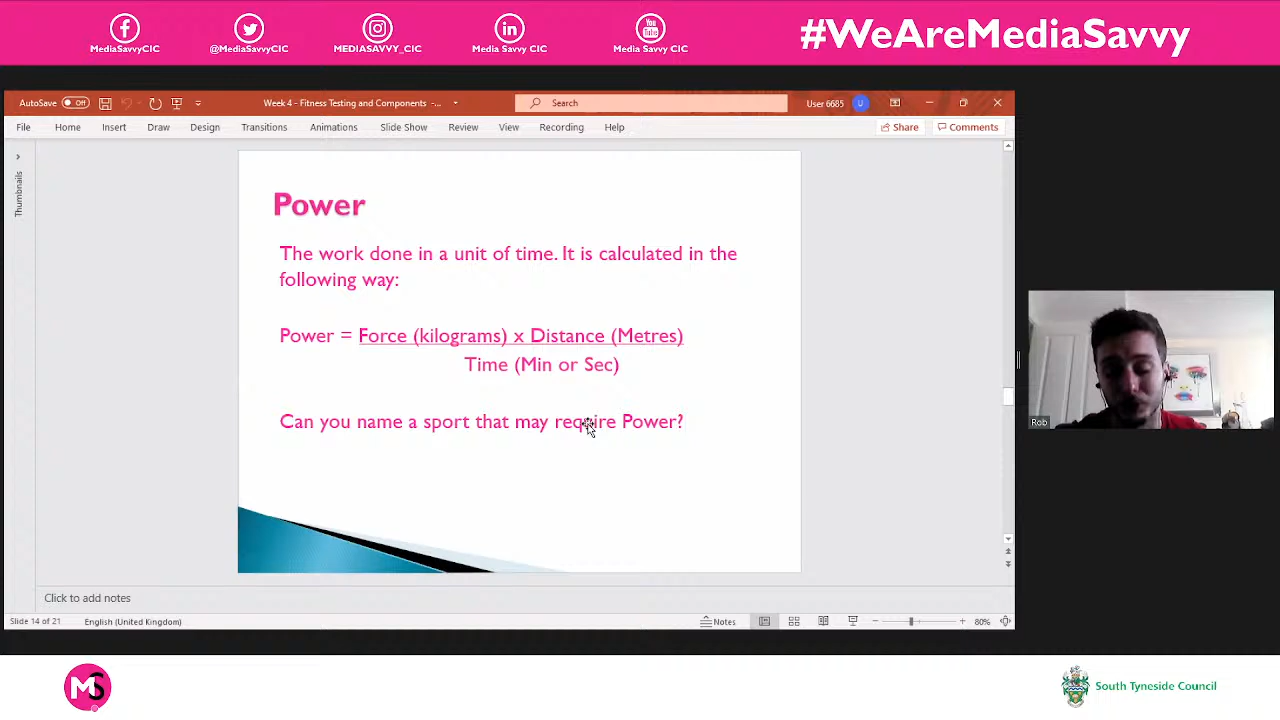 MediaSavvyCIC
@MediaSavvyCIC
MEDIASAVVY_CIC
Media Savvy CIC
You
Tube
Media Savvy CIC
#WeAreMediaSavvy
AutoSave Off
Week 4 - Fitness Testing and Components -...
Search
User 6685
U
File Home Insert Draw Design Transitions Animations Slide Show Review View Recording Help
Share
Comments
Thumbnails
Power
The work done in a unit of time. It is calculated in the
following way:
Power = Force (kilograms) x Distance (Metres)
Time (Min or Sec)
Can you name a sport that may require Power?
Rob
Click to add notes
Slide 14 of 21 English (United Kingdom) Notes 80%
MS
South Tyneside Council